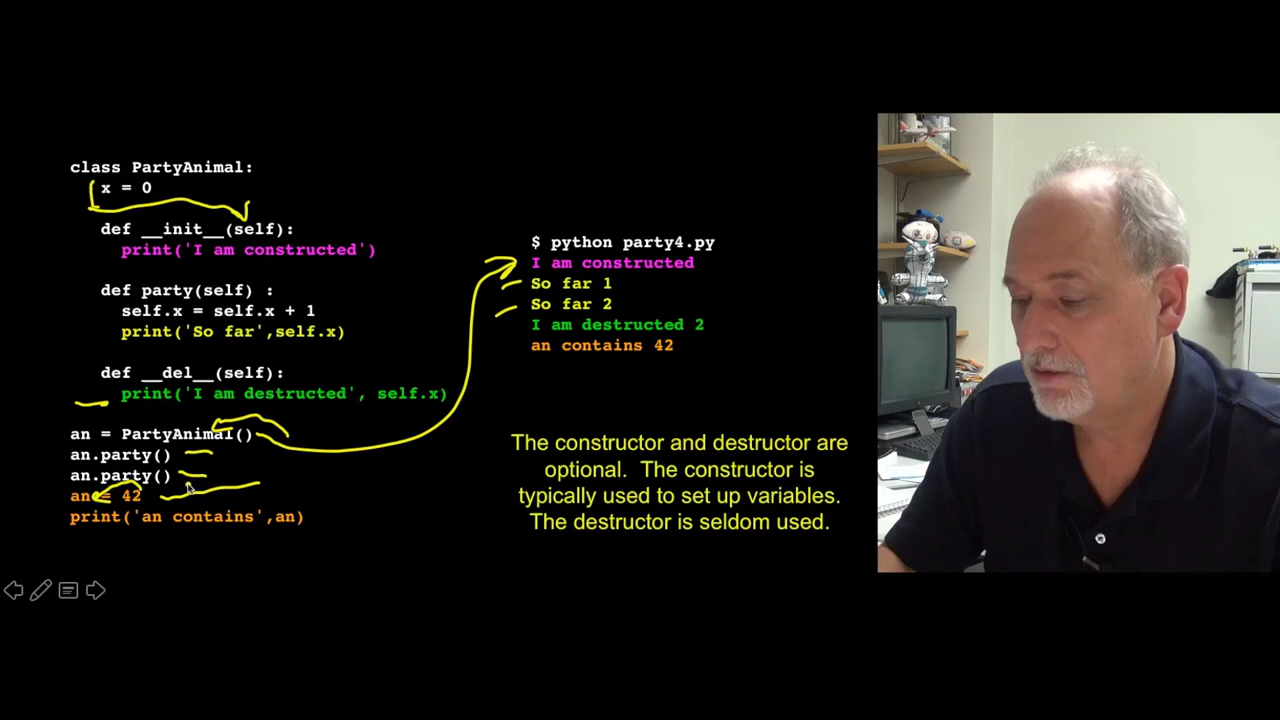 class PartyAnimal:
x = 0
def __init__(self):
print('I am constructed')
def party(self) :
self.x = self.x + 1
print('So far',self.x)
def __del__(self):
print('I am destructed', self.x)
an = PartyAnimal()
an.party()
an.party()
an = 42
print('an contains',an)
$ python party4.py
I am constructed
So far 1
So far 2
I am destructed 2
an contains 42
The constructor and destructor are
optional. The constructor is
typically used to set up variables.
The destructor is seldom used.